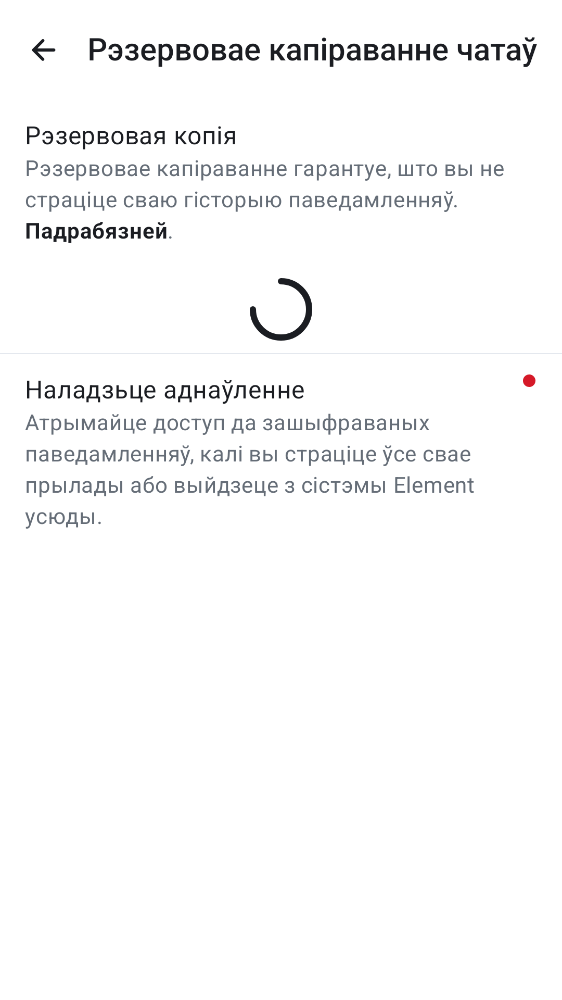 Рэзервовае капіраванне чатаў
Рэзервовая копія
Рэзервовае капіраванне гарантуе, што вы не
страціце сваю гісторыю паведамленняў.
Падрабязней.
Наладзьце аднаўленне
Атрымайце доступ да зашыфраваных
паведамленняў, калі вы страціце ўсе свае
прылады або выйдзеце з сістэмы Element
усюды.